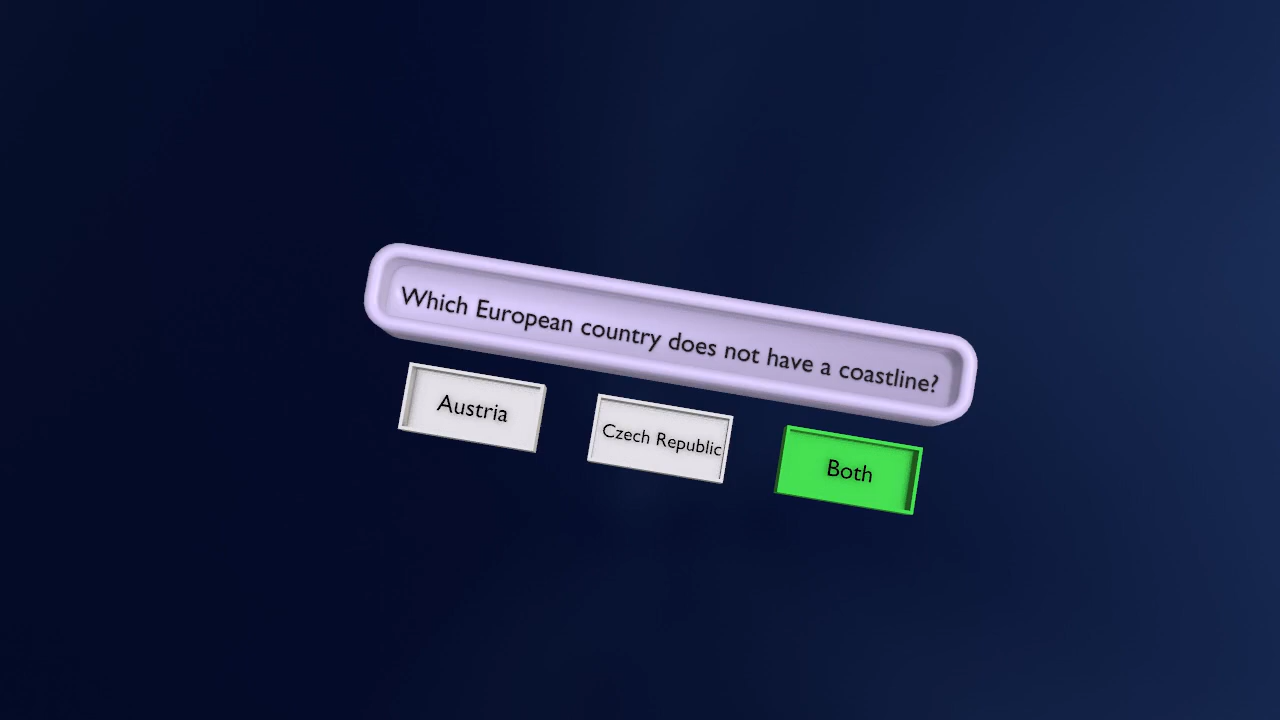 Which European country does not have a coastline?
Austria
Czech Republic
Both